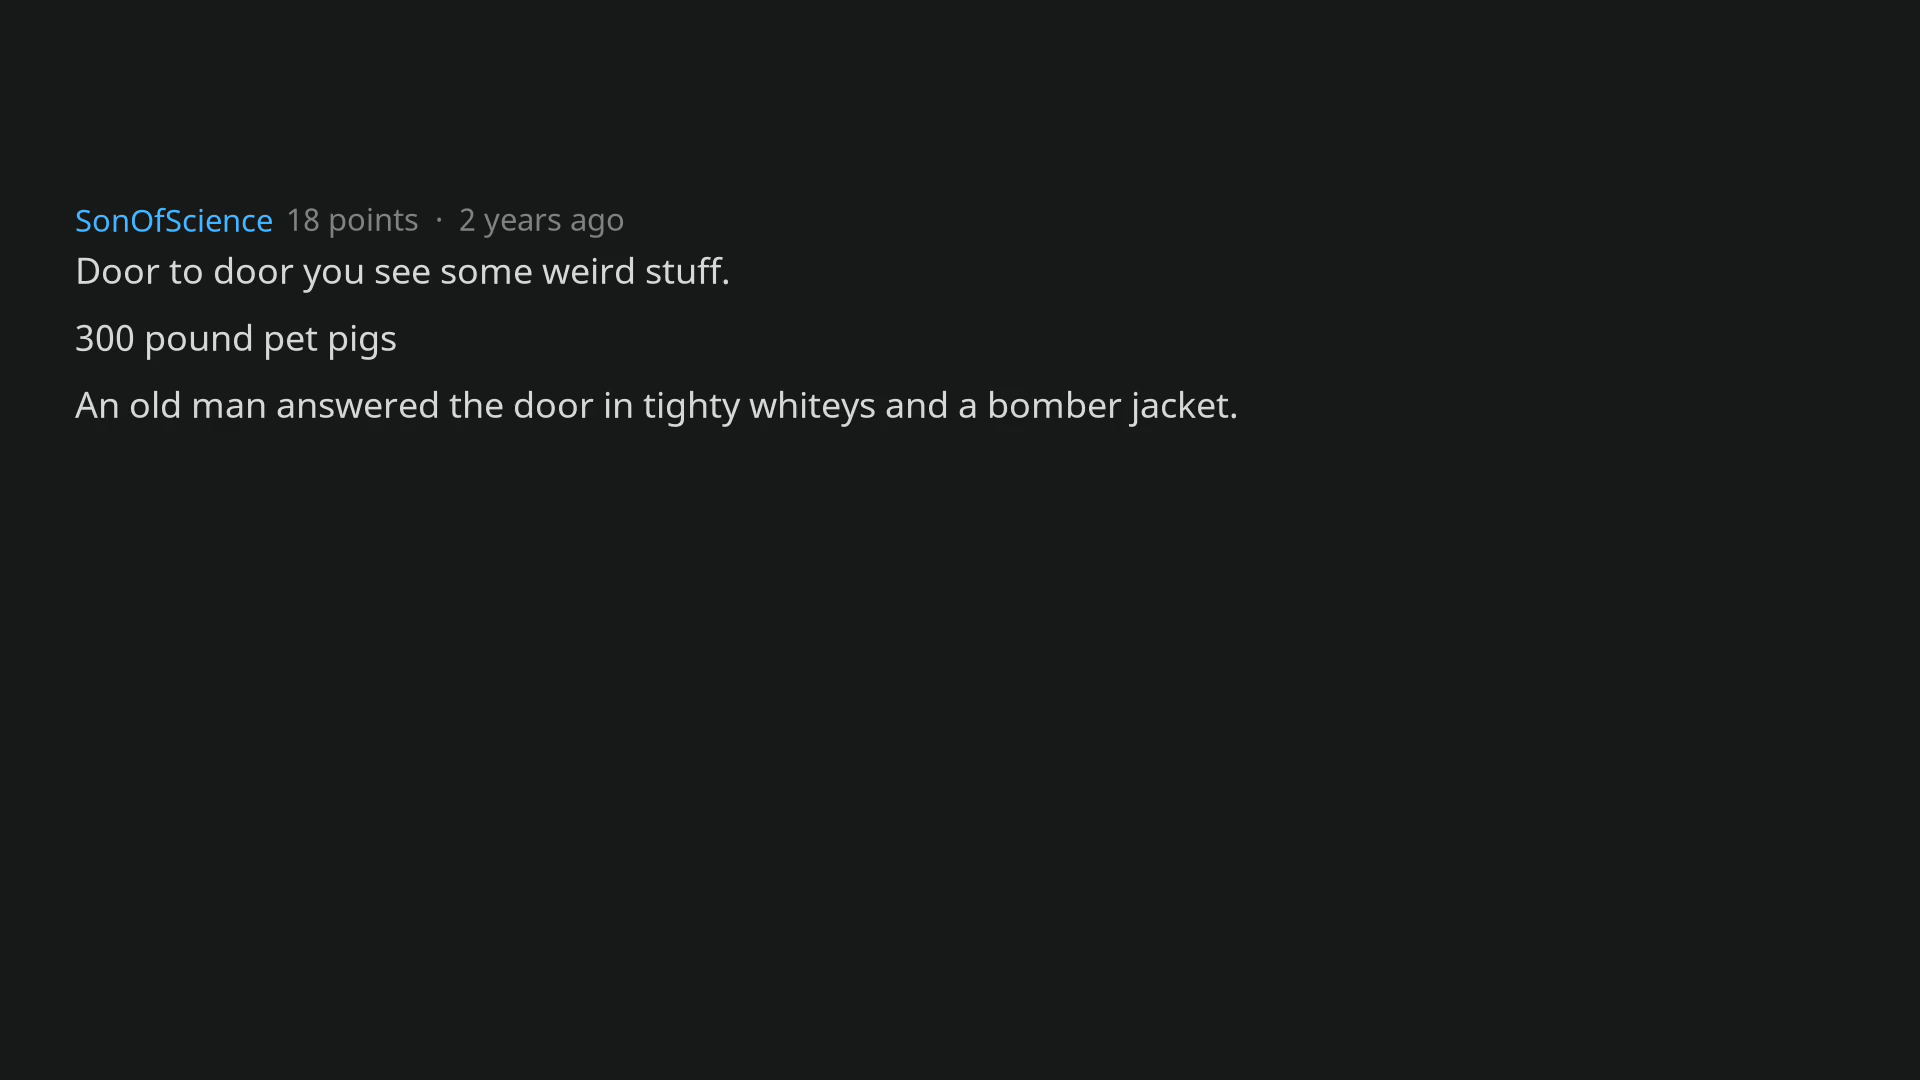 SonOfScience 18 points · 2 years ago
Door to door you see some weird stuff.
300 pound pet pigs
An old man answered the door in tighty whiteys and a bomber jacket.